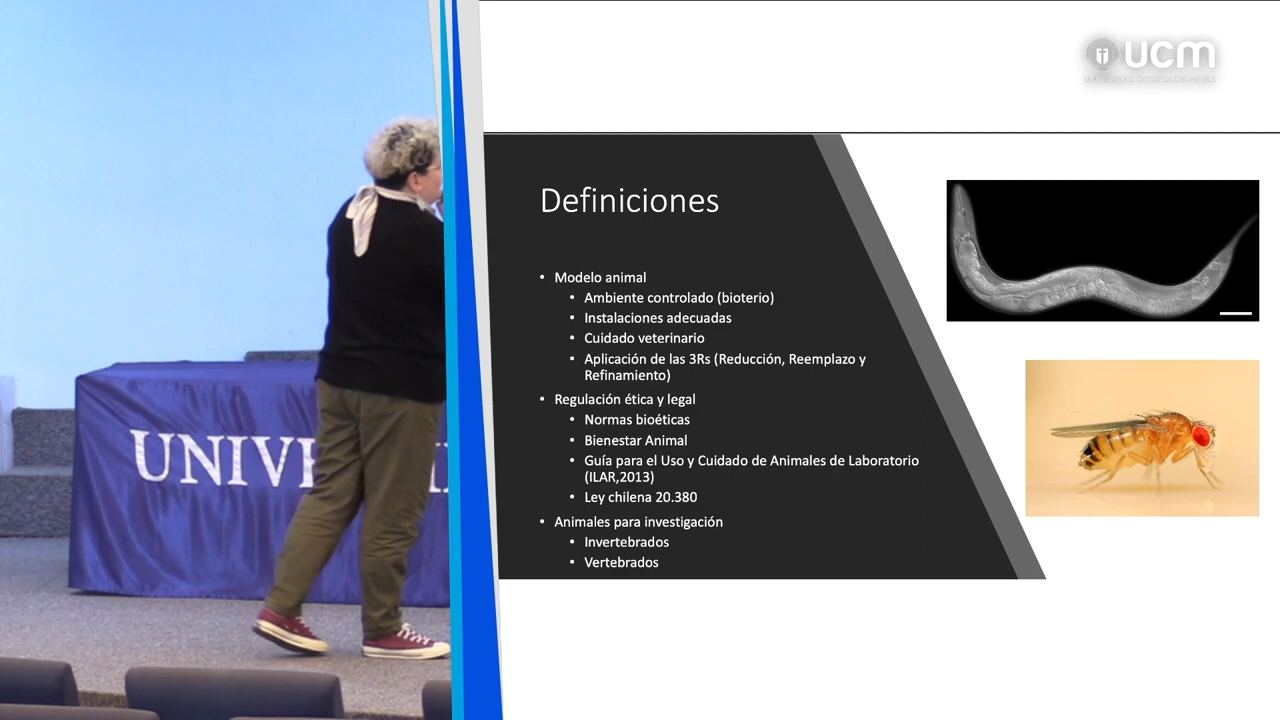 ucm
Definiciones
• Modelo animal
• Ambiente controlado (bioterio)
• Instalaciones adecuadas
• Cuidado veterinario
• Aplicación de las 3Rs (Reducción, Reemplazo y
Refinamiento)
• Regulación ética y legal
• Normas bioéticas
• Bienestar Animal
• Guía para el Uso y Cuidado de Animales de Laboratorio
(ILAR,2013)
• Ley chilena 20.380
• Animales para investigación
• Invertebrados
• Vertebrados
UNIVE